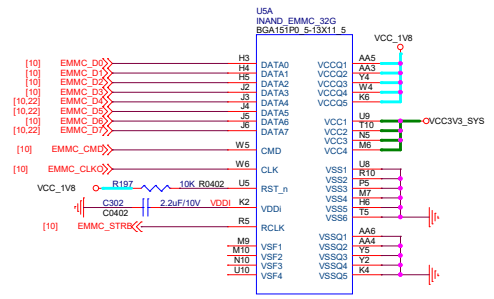 U5A
INAND_EMMC_32G
BGA151P0_5-13X11_5
VCC_1V8
[10] EMMC_D0 H3 DATA0 VCCQ1 AA5
[10] EMMC_D1 H4 DATA1 VCCQ2 AA3
[10] EMMC_D2 H5 DATA2 VCCQ3 Y4
[10] EMMC_D3 J2 DATA3 VCCQ4 W4
[10,22] EMMC_D4 J3 DATA4 VCCQ5 K6
[10,22] EMMC_D5 J4 DATA5
[10,22] EMMC_D6 J5 DATA6 VCC1 U9 VCC3V3_SYS
[10,22] EMMC_D7 J6 DATA7 VCC2 T10
VCC3 N5
[10] EMMC_CMD W5 CMD VCC4 M6
[10] EMMC_CLKO W6 CLK VSS1 U8
VSS2 R10
VCC_1V8 R197 10K R0402 U5 RST_n VSS3 P5
VSS4 M7
C302 2.2uF/10V VDDI K2 VDDi VSS5 H6
C0402 VSS6 T5
[10] EMMC_STRB R5 RCLK
VSSQ1 AA6
M9 VSF1 VSSQ2 AA4
M10 VSF2 VSSQ3 Y5
N10 VSF3 VSSQ4 Y2
U10 VSF4 VSSQ5 K4